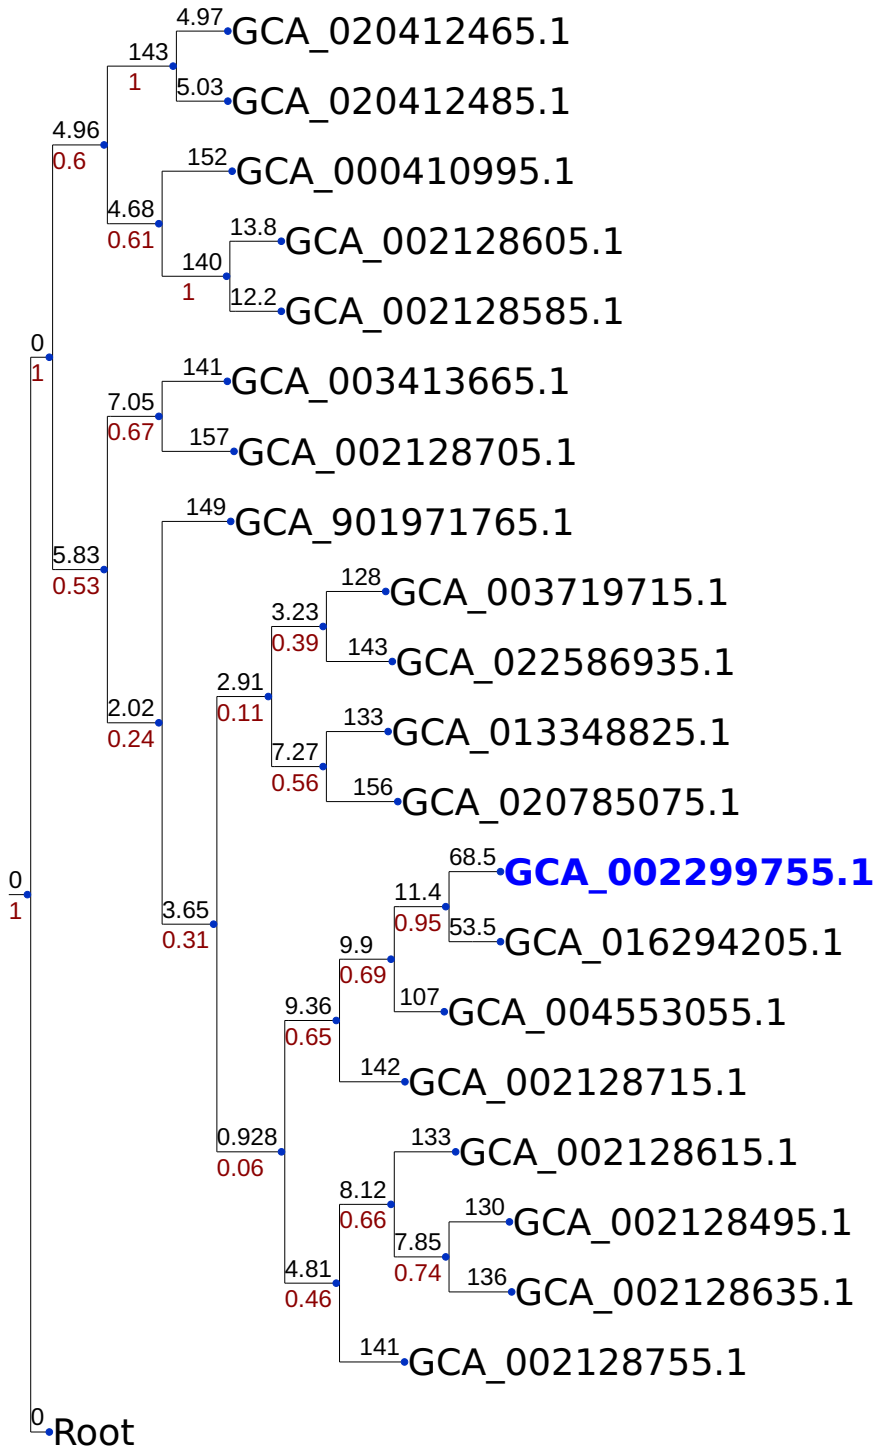 4.97
GCA_020412465.1
143
1
5.03
GCA_020412485.1
4.96
0.6
152
GCA_000410995.1
4.68
0.61
13.8
GCA_002128605.1
140
1
12.2
GCA_002128585.1
0
1
141
GCA_003413665.1
7.05
0.67
157
GCA_002128705.1
149
GCA_901971765.1
5.83
0.53
128
GCA_003719715.1
3.23
0.39
143
GCA_022586935.1
2.91
0.11
2.02
0.24
133
GCA_013348825.1
7.27
0.56
156
GCA_020785075.1
68.5
GCA_002299755.1
0
1
11.4
0.95
3.65
0.31
53.5
GCA_016294205.1
9.9
0.69
107
GCA_004553055.1
9.36
0.65
142
GCA_002128715.1
0.928
0.06
133
GCA_002128615.1
8.12
0.66
130
GCA_002128495.1
7.85
0.74
4.81
0.46
136
GCA_002128635.1
141
GCA_002128755.1
0
Root